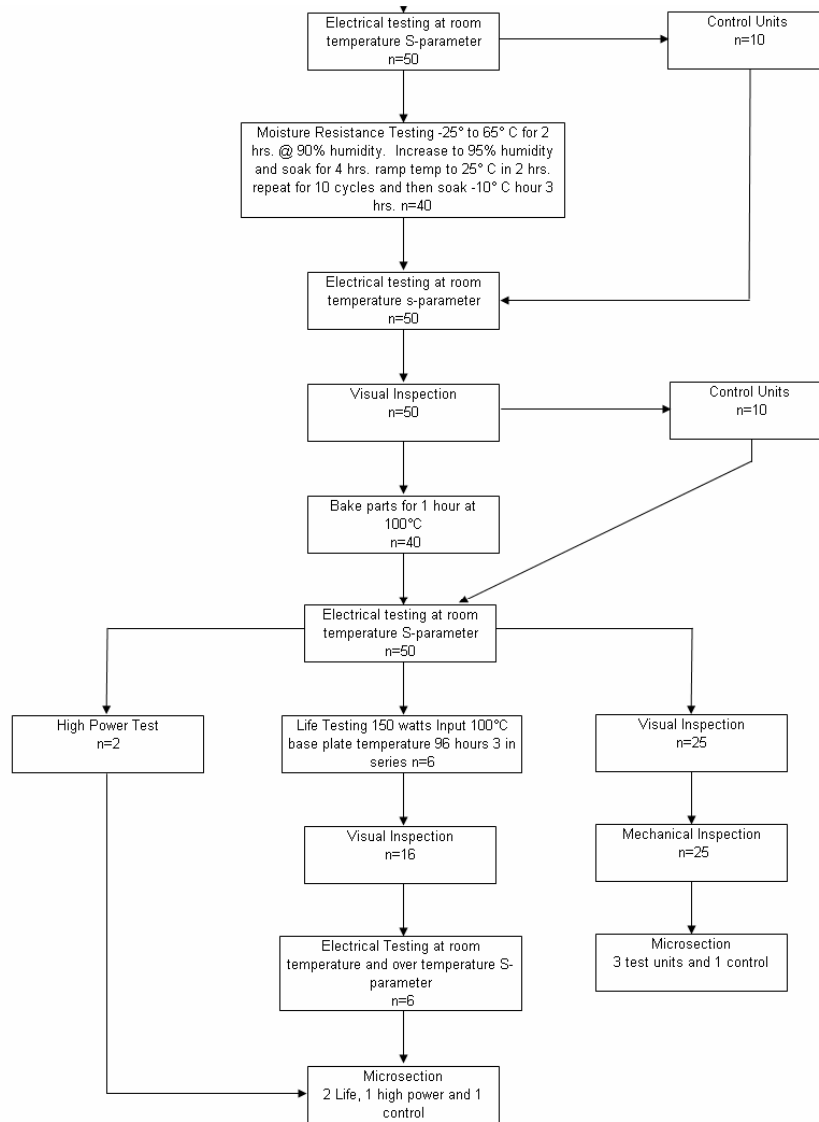 Electrical testing at room
temperature S-parameter
n=50
Control Units
n=10
Moisture Resistance Testing -25° to 65° C for 2
hrs. @ 90% humidity. Increase to 95% humidity
and soak for 4 hrs. ramp temp to 25° C in 2 hrs.
repeat for 10 cycles and then soak -10° C hour 3
hrs. n=40
Electrical testing at room
temperature s-parameter
n=50
Visual Inspection
n=50
Control Units
n=10
Bake parts for 1 hour at
100°C
n=40
Electrical testing at room
temperature S-parameter
n=50
High Power Test
n=2
Life Testing 150 watts Input 100°C
base plate temperature 96 hours 3 in
series n=6
Visual Inspection
n=25
Visual Inspection
n=16
Mechanical Inspection
n=25
Electrical Testing at room
temperature and over temperature S-
parameter
n=6
Microsection
3 test units and 1 control
Microsection
2 Life, 1 high power and 1
control